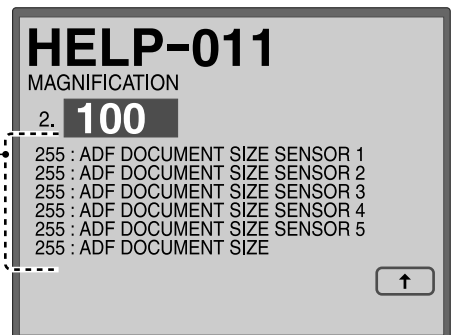 HELP-011
MAGNIFICATION
2. 100
255 : ADF DOCUMENT SIZE SENSOR 1
255 : ADF DOCUMENT SIZE SENSOR 2
255 : ADF DOCUMENT SIZE SENSOR 3
255 : ADF DOCUMENT SIZE SENSOR 4
255 : ADF DOCUMENT SIZE SENSOR 5
255 : ADF DOCUMENT SIZE
↑